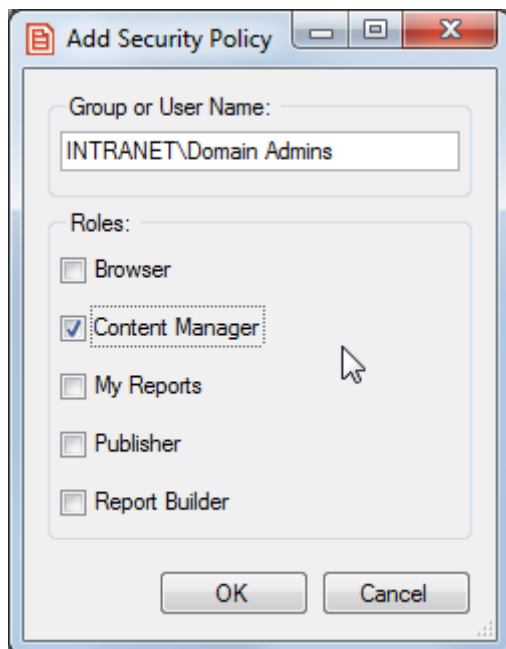 Add Security Policy
Group or User Name:
INTRANET\Domain Admins
Roles:
Browser
Content Manager
My Reports
Publisher
Report Builder
OK Cancel